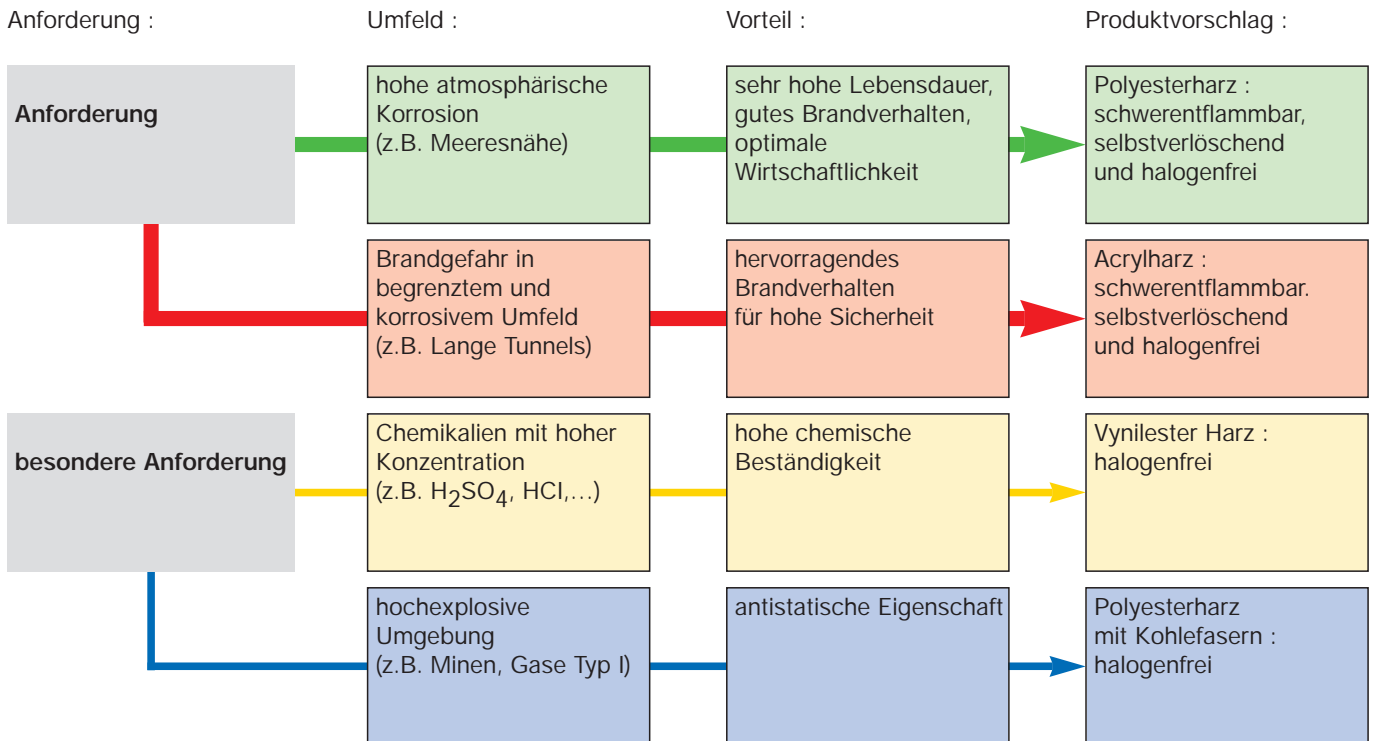 Anforderung :
Umfeld :
Vorteil :
Produktvorschlag :
Anforderung
hohe atmosphärische
Korrosion
(z.B. Meeresnähe)
sehr hohe Lebensdauer,
gutes Brandverhalten,
optimale
Wirtschaftlichkeit
Polyesterharz :
schwerentflammbar,
selbstverlöschend
und halogenfrei
Brandgefahr in
begrenztem und
korrosivem Umfeld
(z.B. Lange Tunnels)
hervorragendes
Brandverhalten
für hohe Sicherheit
Acrylharz :
schwerentflammbar.
selbstverlöschend
und halogenfrei
besondere Anforderung
Chemikalien mit hoher
Konzentration
(z.B. H2SO4, HCl,…)
hohe chemische
Beständigkeit
Vynilester Harz :
halogenfrei
hochexplosive
Umgebung
(z.B. Minen, Gase Typ I)
antistatische Eigenschaft
Polyesterharz
mit Kohlefasern :
halogenfrei